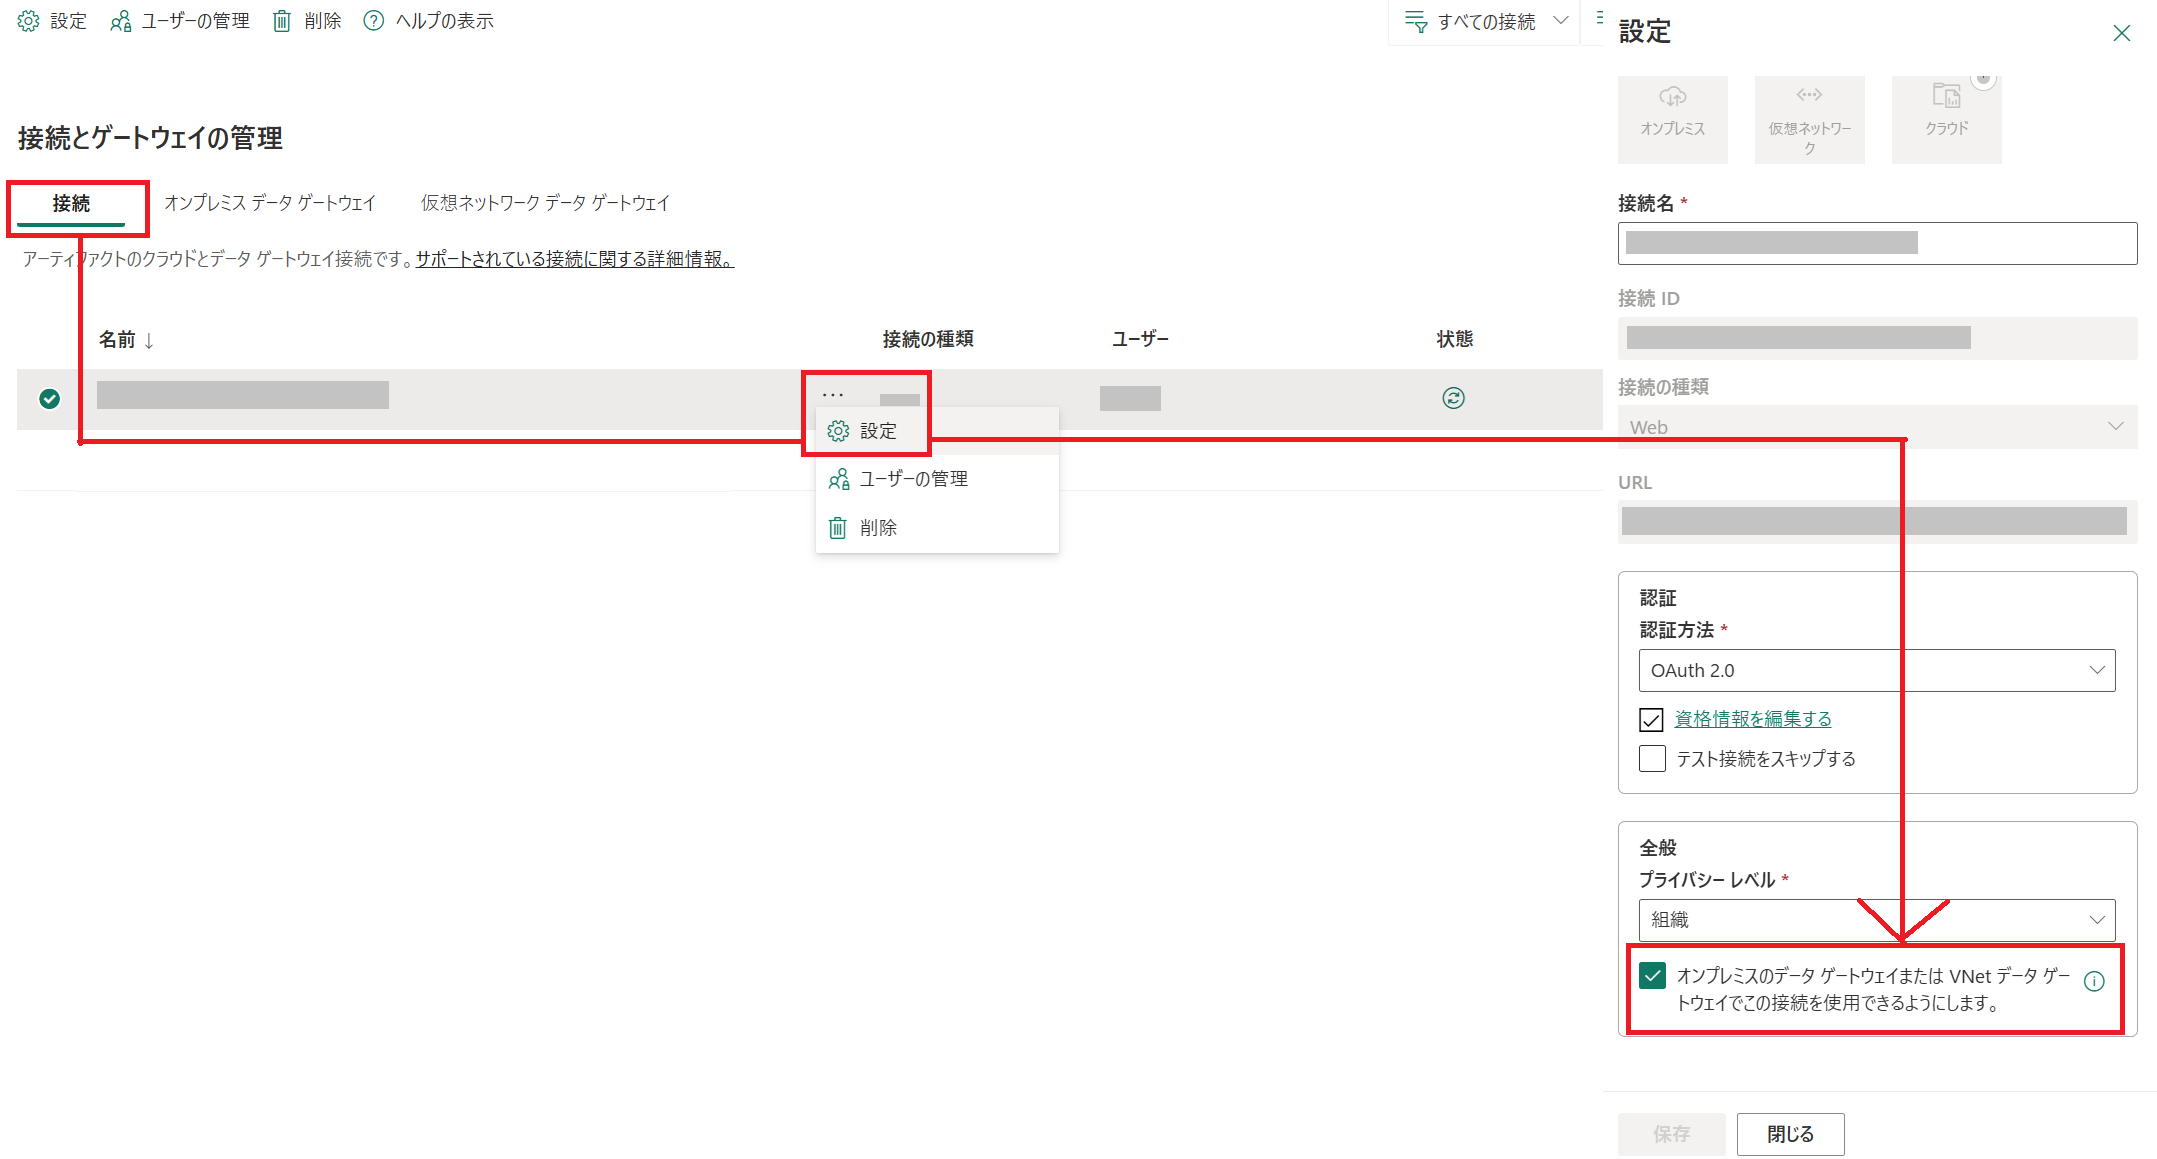 設定 ユーザーの管理 削除 ヘルプの表示
すべての接続
接続とゲートウェイの管理
接続 オンプレミス データ ゲートウェイ 仮想ネットワーク データ ゲートウェイ
アーティファクトのクラウドとデータ ゲートウェイ接続です。サポートされている接続に関する詳細情報。
名前 ↓ 接続の種類 ユーザー 状態
…
設定
ユーザーの管理
削除
設定
オンプレミス
仮想ネットワー
ク
クラウド
接続名 *
接続 ID
接続の種類
Web
URL
認証
認証方法 *
OAuth 2.0
資格情報を編集する
テスト接続をスキップする
全般
プライバシー レベル *
組織
オンプレミスのデータ ゲートウェイまたは VNet データ ゲー
トウェイでこの接続を使用できるようにします。
保存 閉じる